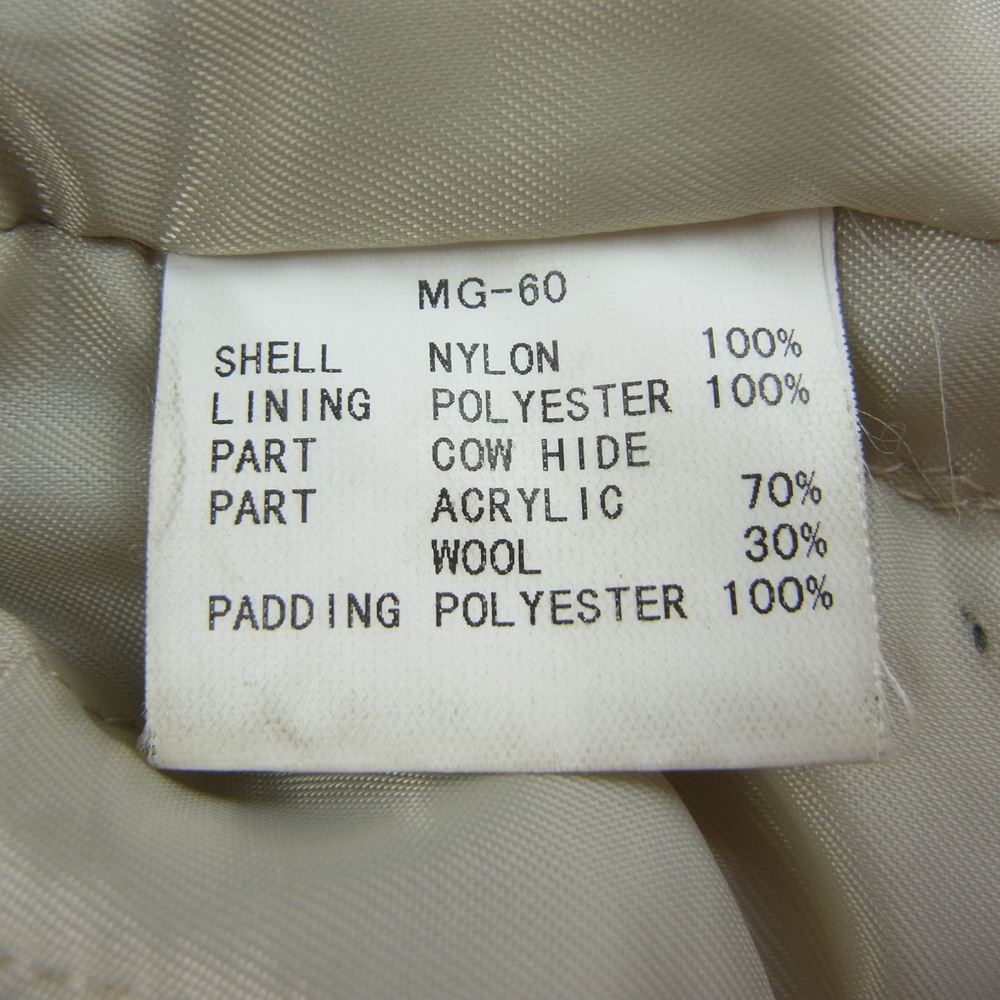 MG-60
SHELL NYLON 100%
LINING POLYESTER 100%
PART COW HIDE
PART ACRYLIC 70%
WOOL 30%
PADDING POLYESTER 100%